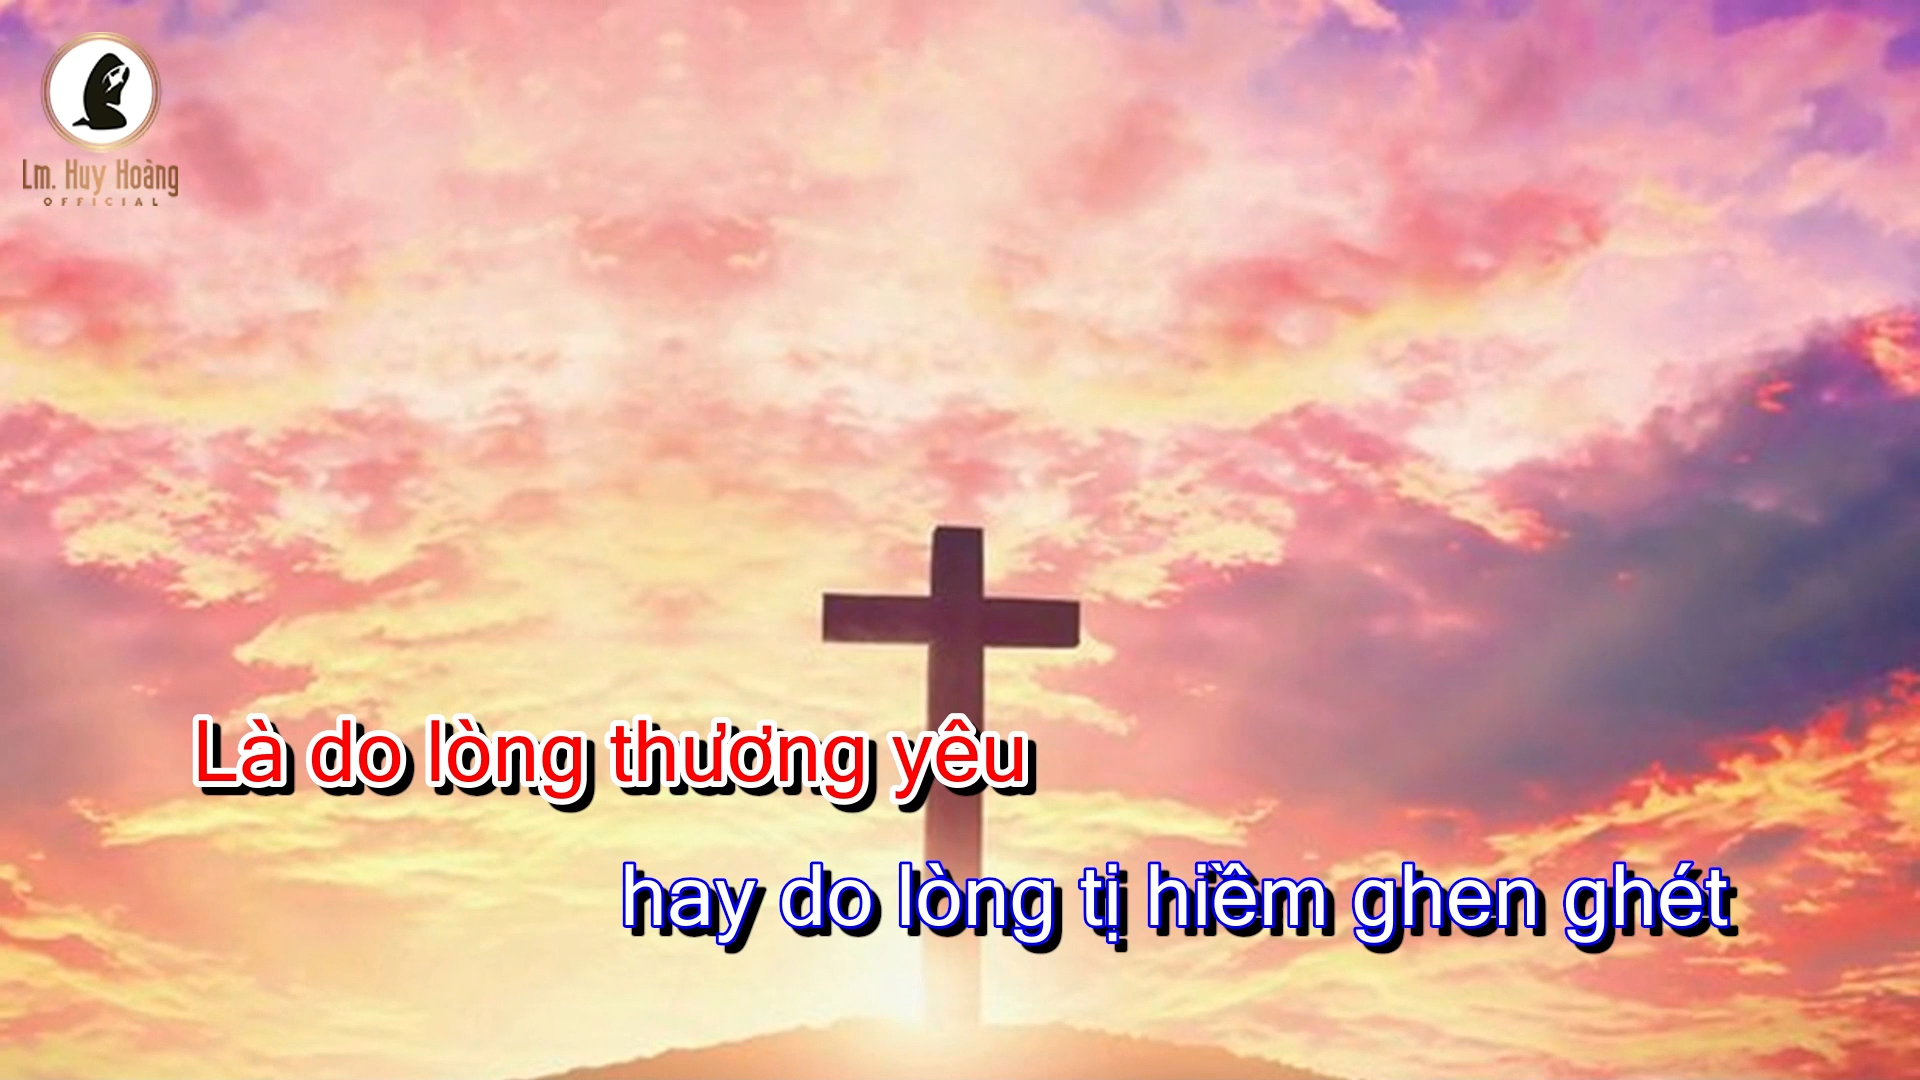 Lm. Huy Hoàng
OFFICIAL
Là do lòng thương yêu
hay do lòng tị hiềm ghen ghét